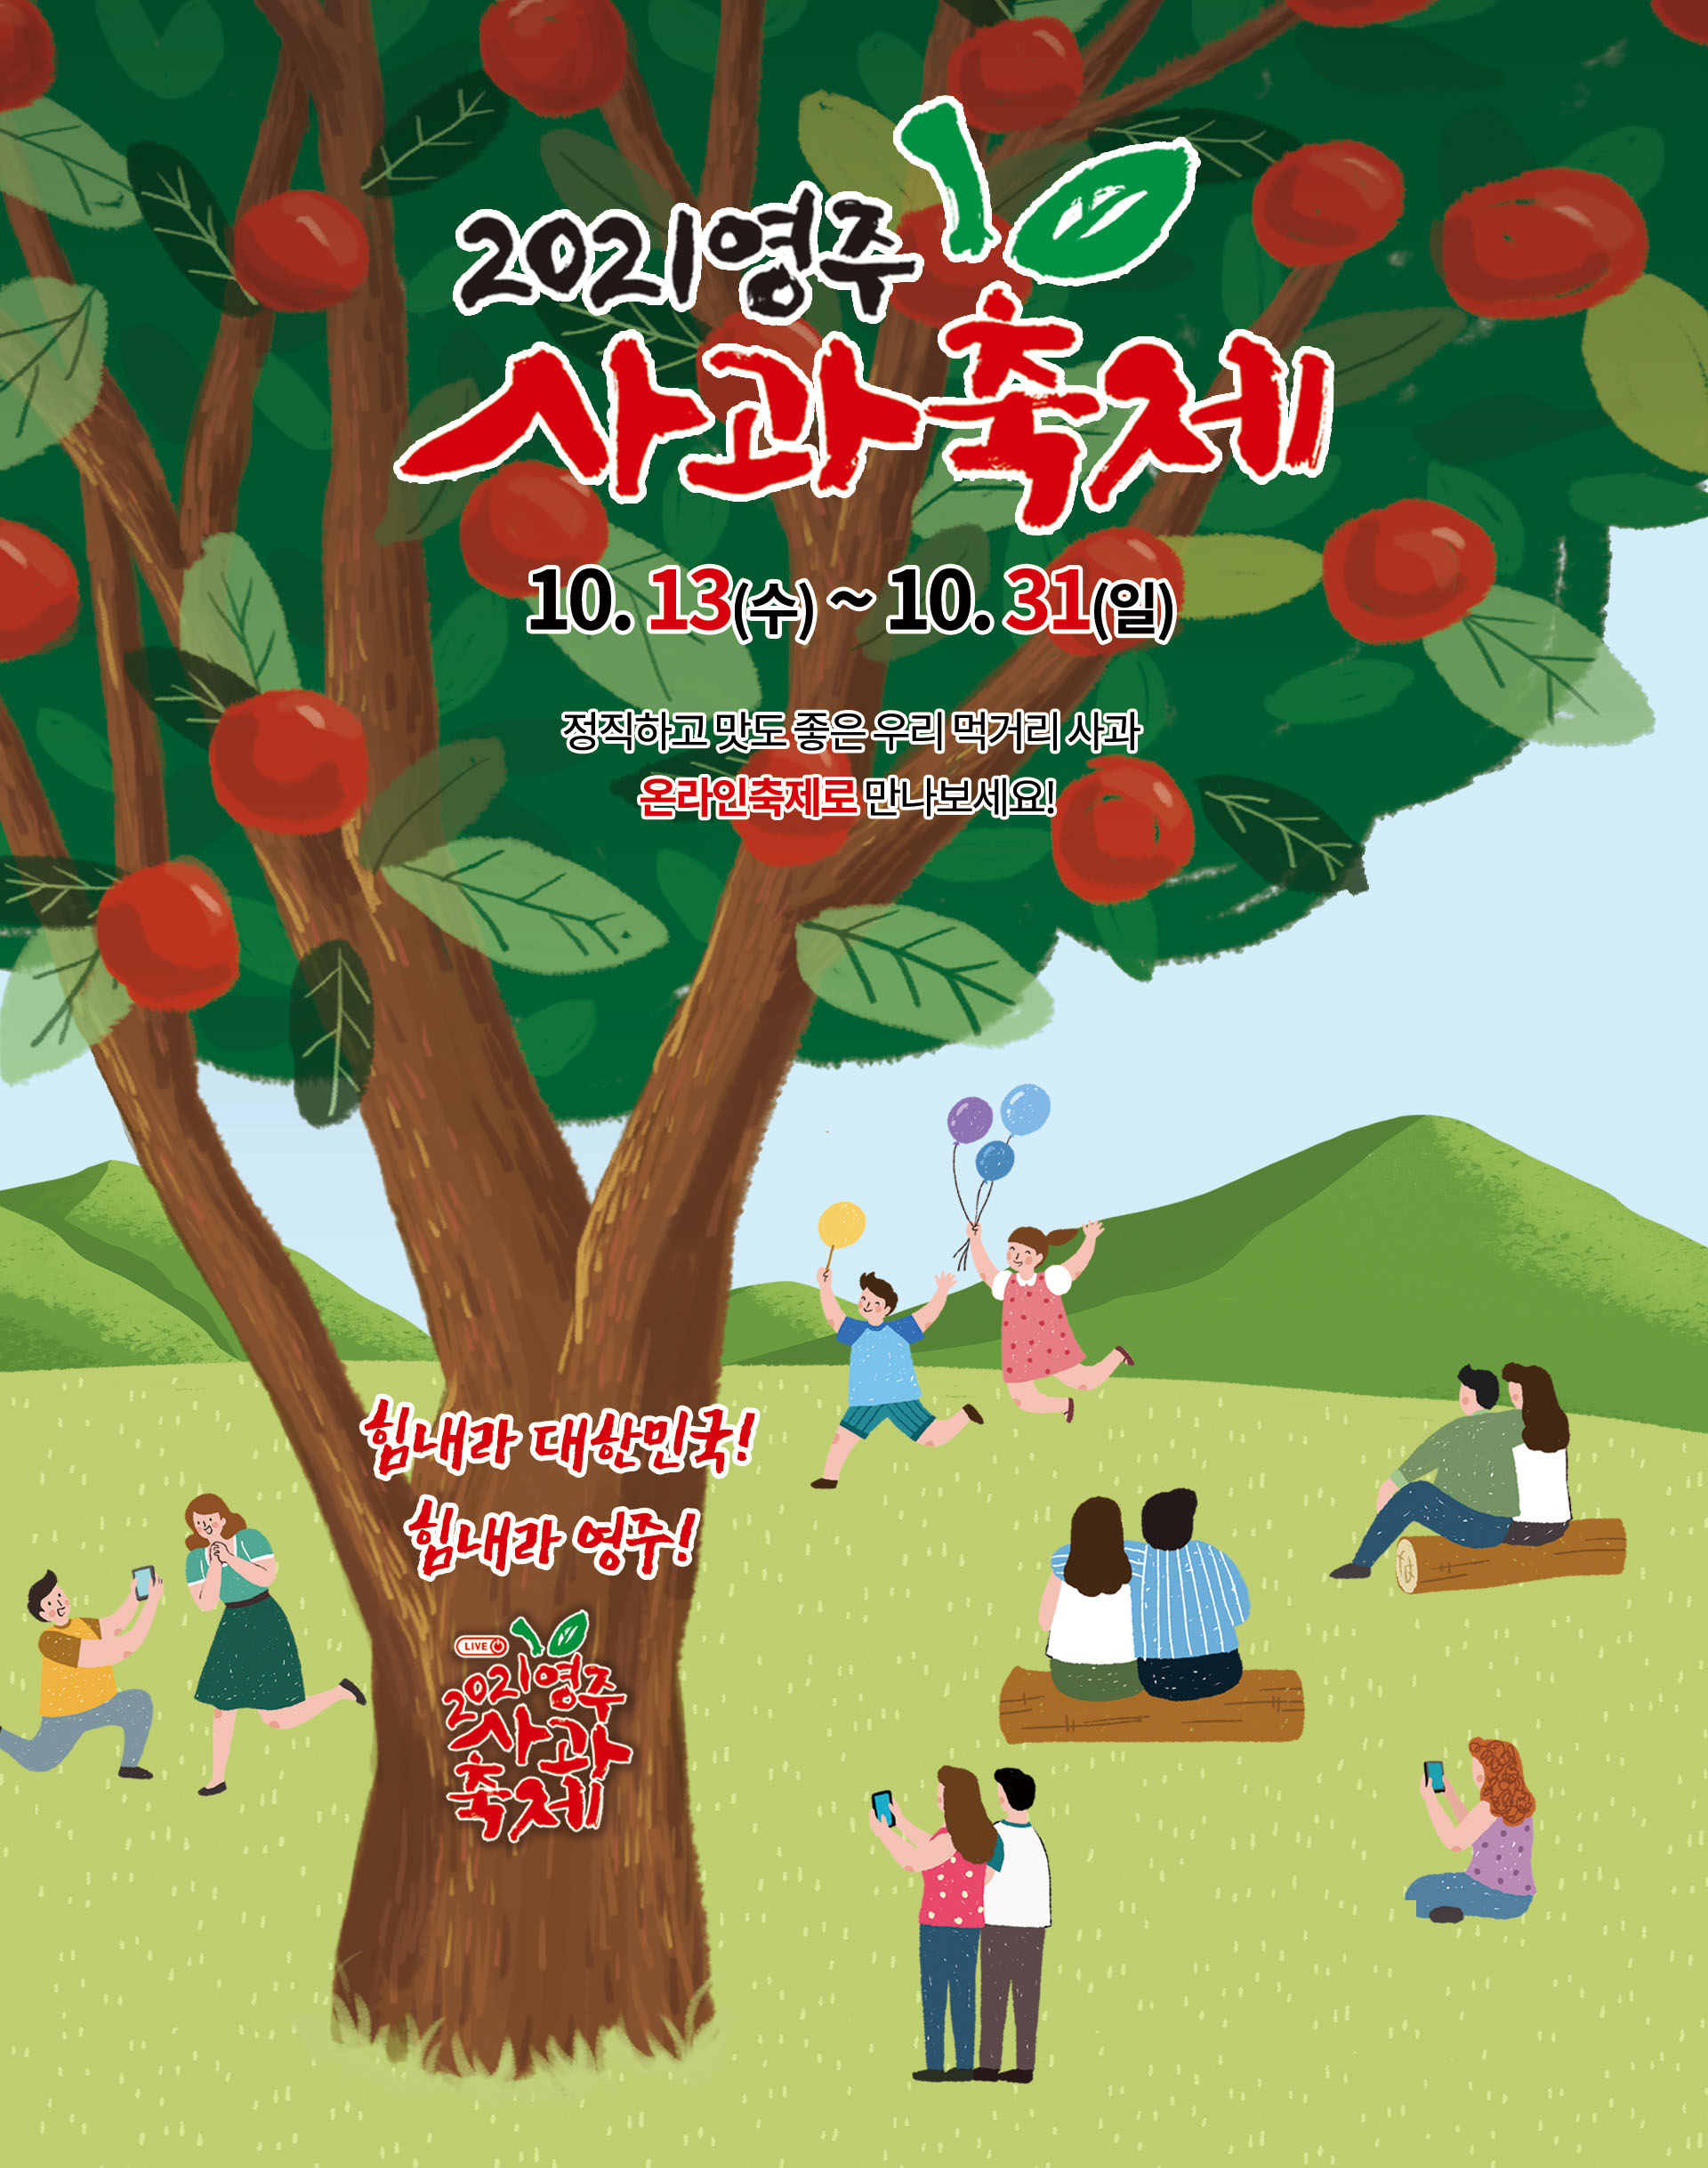 2021영주
사과축제
10. 13(수) ~ 10. 31(일)
정직하고 맛도 좋은 우리 먹거리 사과
온라인축제로 만나보세요!
힘내라 대한민국!
힘내라 영주!
LIVE
2021영주
사과
축제